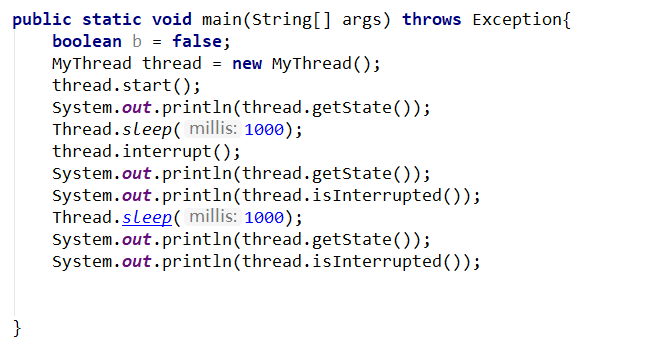 public static void main(String[] args) throws Exception{
boolean b = false;
MyThread thread = new MyThread();
thread.start();
System.out.println(thread.getState());
Thread.sleep( millis: 1000);
thread.interrupt();
System.out.println(thread.getState());
System.out.println(thread.isInterrupted());
Thread.sleep( millis: 1000);
System.out.println(thread.getState());
System.out.println(thread.isInterrupted());
}